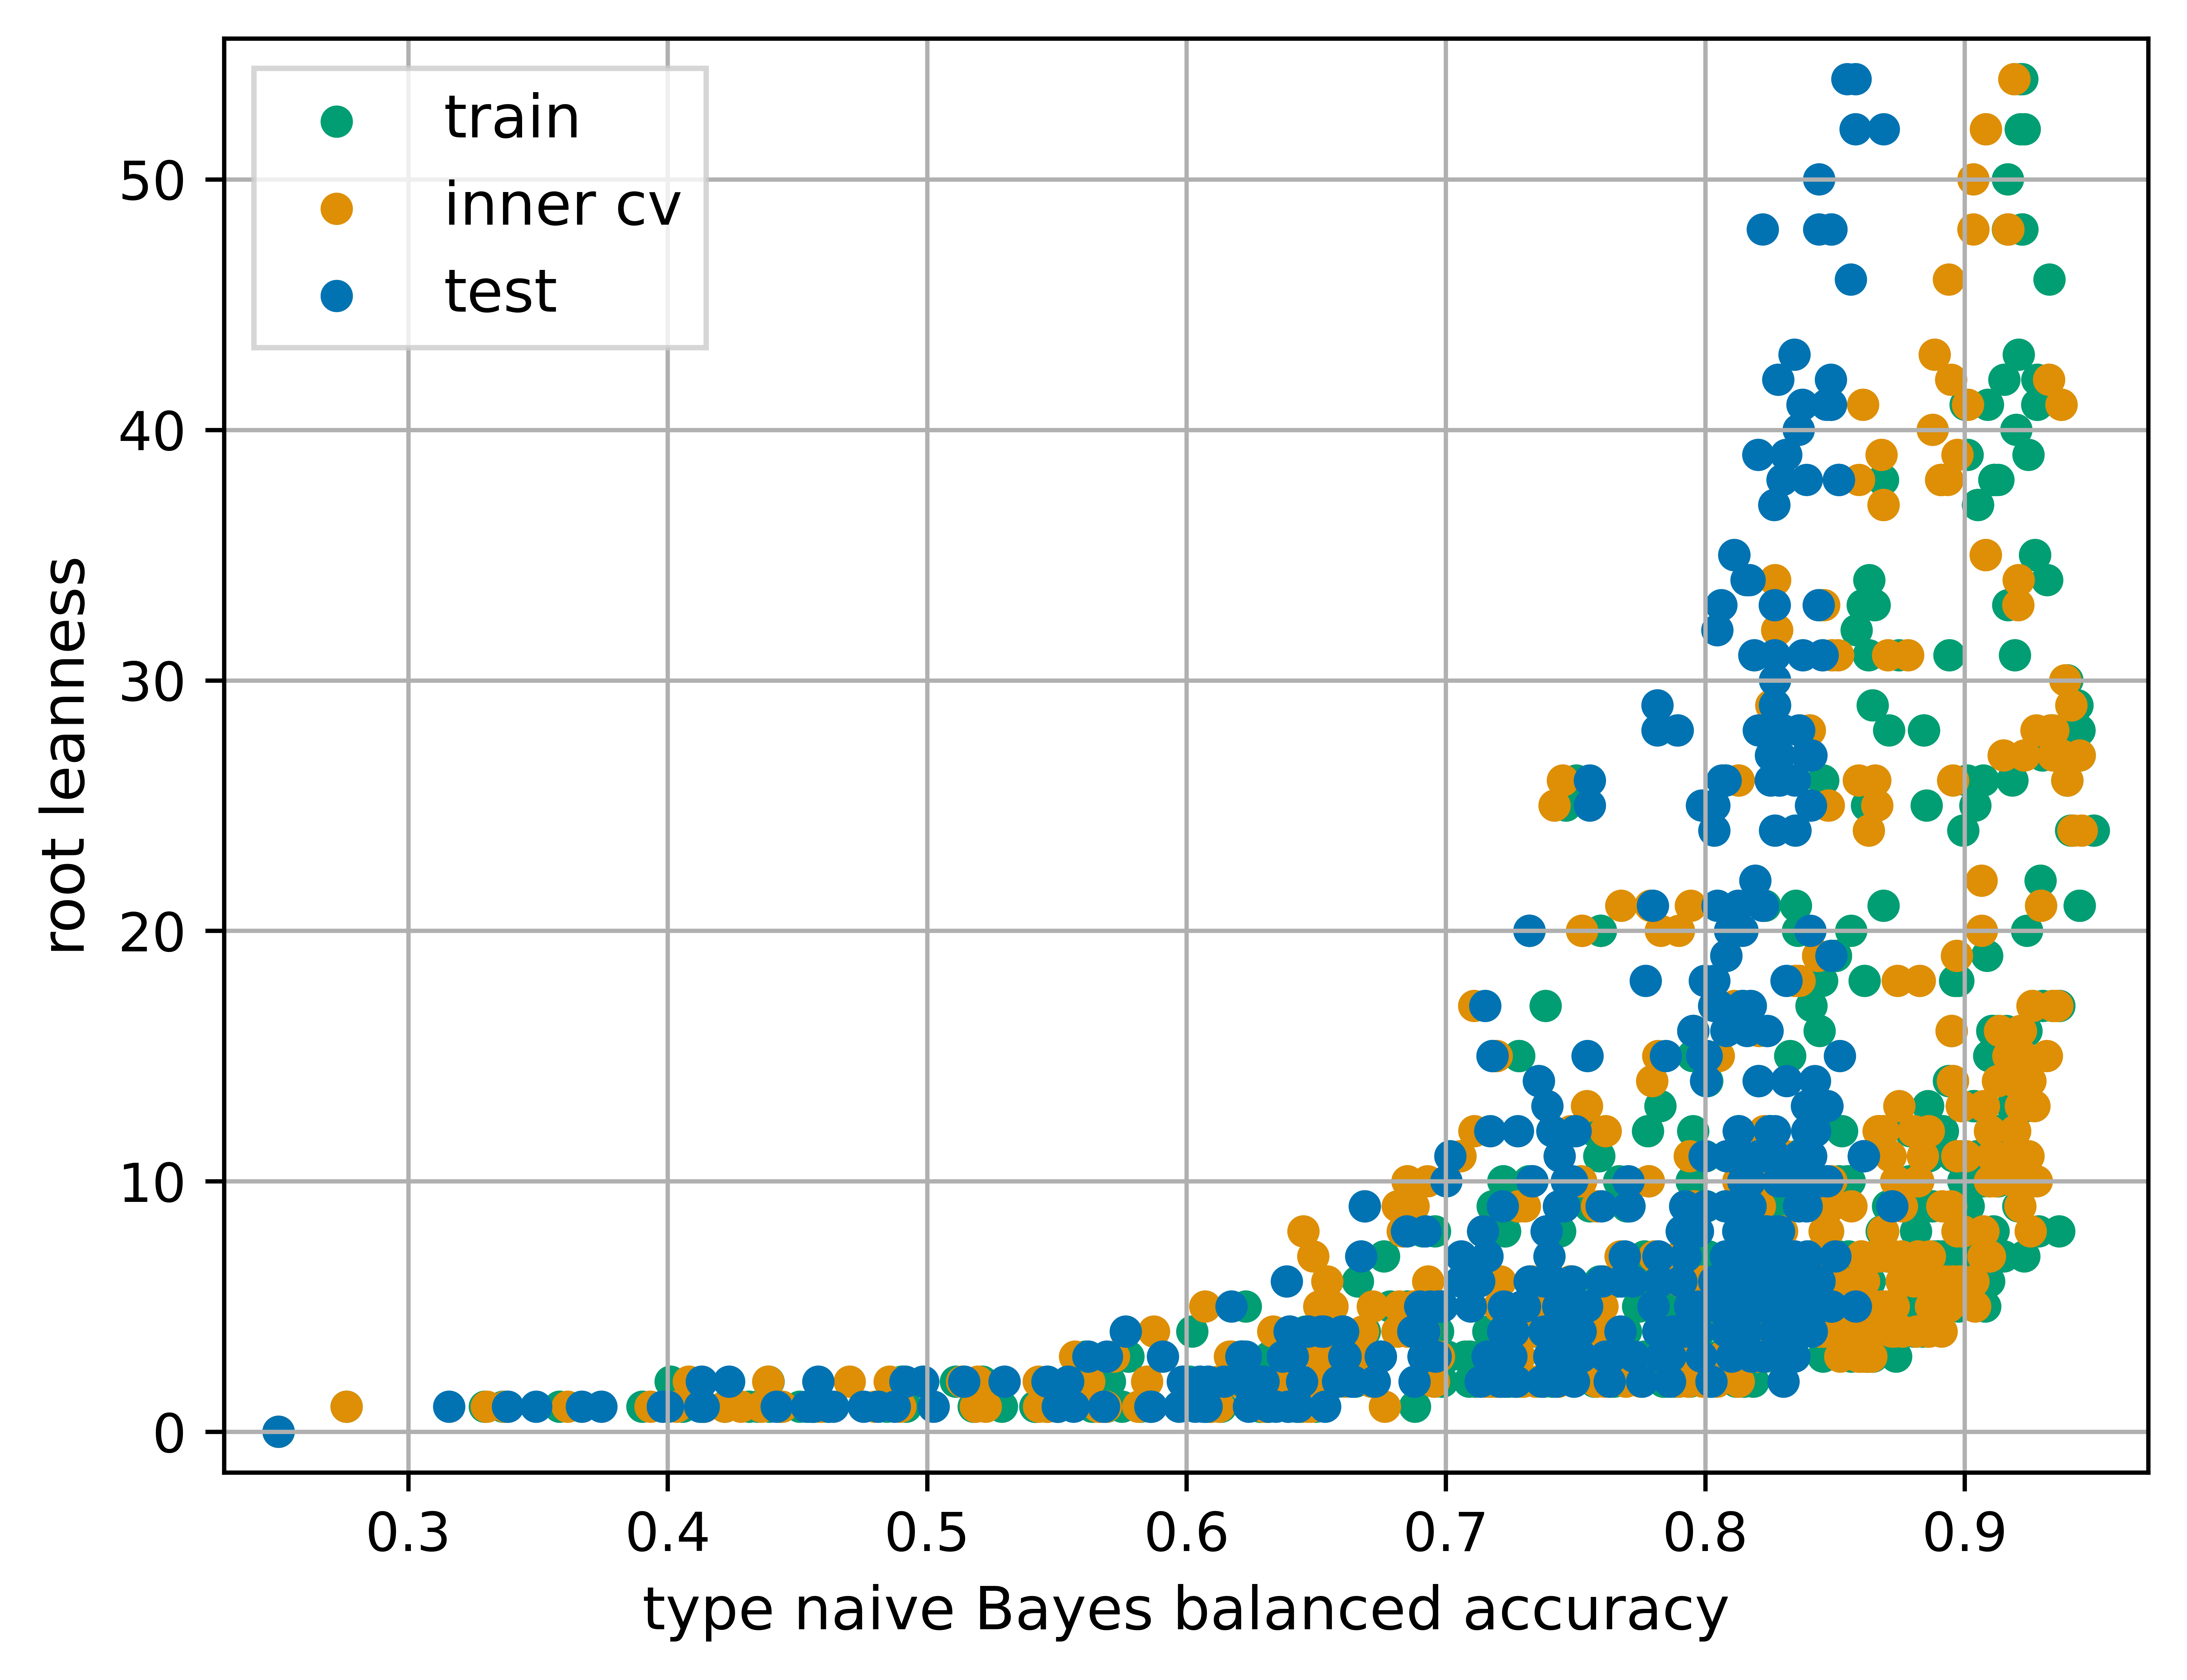 train
inner cv
test
50
40
30
20
10
0
root leanness
0.3 0.4 0.5 0.6 0.7 0.8 0.9
type naive Bayes balanced accuracy